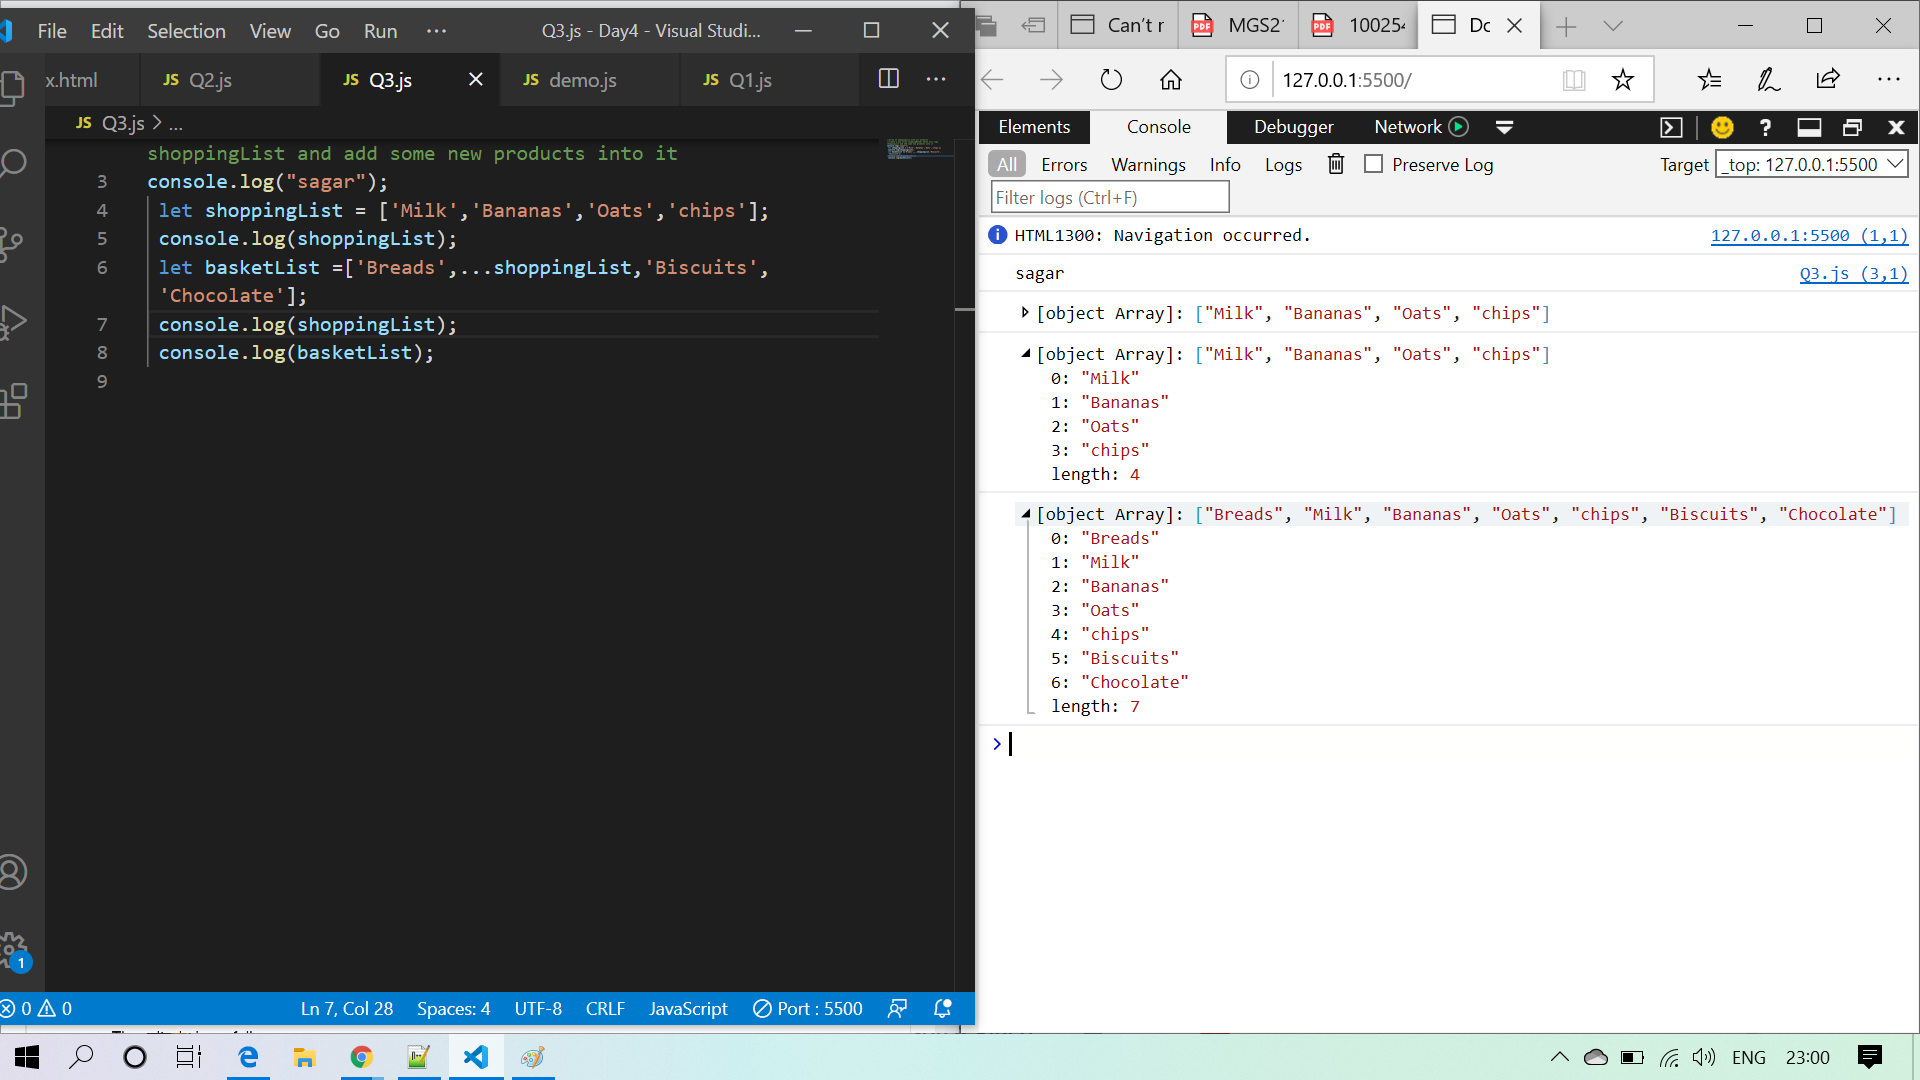 File Edit Selection View Go Run ··· Q3.js - Day4 - Visual Studi...
x.html JS Q2.js JS Q3.js JS demo.js JS Q1.js ···
JS Q3.js > ...
shoppingList and add some new products into it
3 console.log("sagar");
4 let shoppingList = ['Milk','Bananas','Oats','chips'];
5 console.log(shoppingList);
6 let basketList =['Breads',...shoppingList,'Biscuits',
'Chocolate'];
7 console.log(shoppingList);
8 console.log(basketList);
9
1
0 0 Ln 7, Col 28 Spaces: 4 UTF-8 CRLF JavaScript Port : 5500
Can't r PDF MGS2 PDF 10025 Dc
127.0.0.1:5500/ ···
Elements Console Debugger Network ?
All Errors Warnings Info Logs Preserve Log Target _top: 127.0.0.1:5500
Filter logs (Ctrl+F)
HTML1300: Navigation occurred. 127.0.0.1:5500 (1,1)
sagar Q3.js (3,1)
[object Array]: ["Milk", "Bananas", "Oats", "chips"]
[object Array]: ["Milk", "Bananas", "Oats", "chips"]
0: "Milk"
1: "Bananas"
2: "Oats"
3: "chips"
length: 4
[object Array]: ["Breads", "Milk", "Bananas", "Oats", "chips", "Biscuits", "Chocolate"]
0: "Breads"
1: "Milk"
2: "Bananas"
3: "Oats"
4: "chips"
5: "Biscuits"
6: "Chocolate"
length: 7
>
ENG 23:00